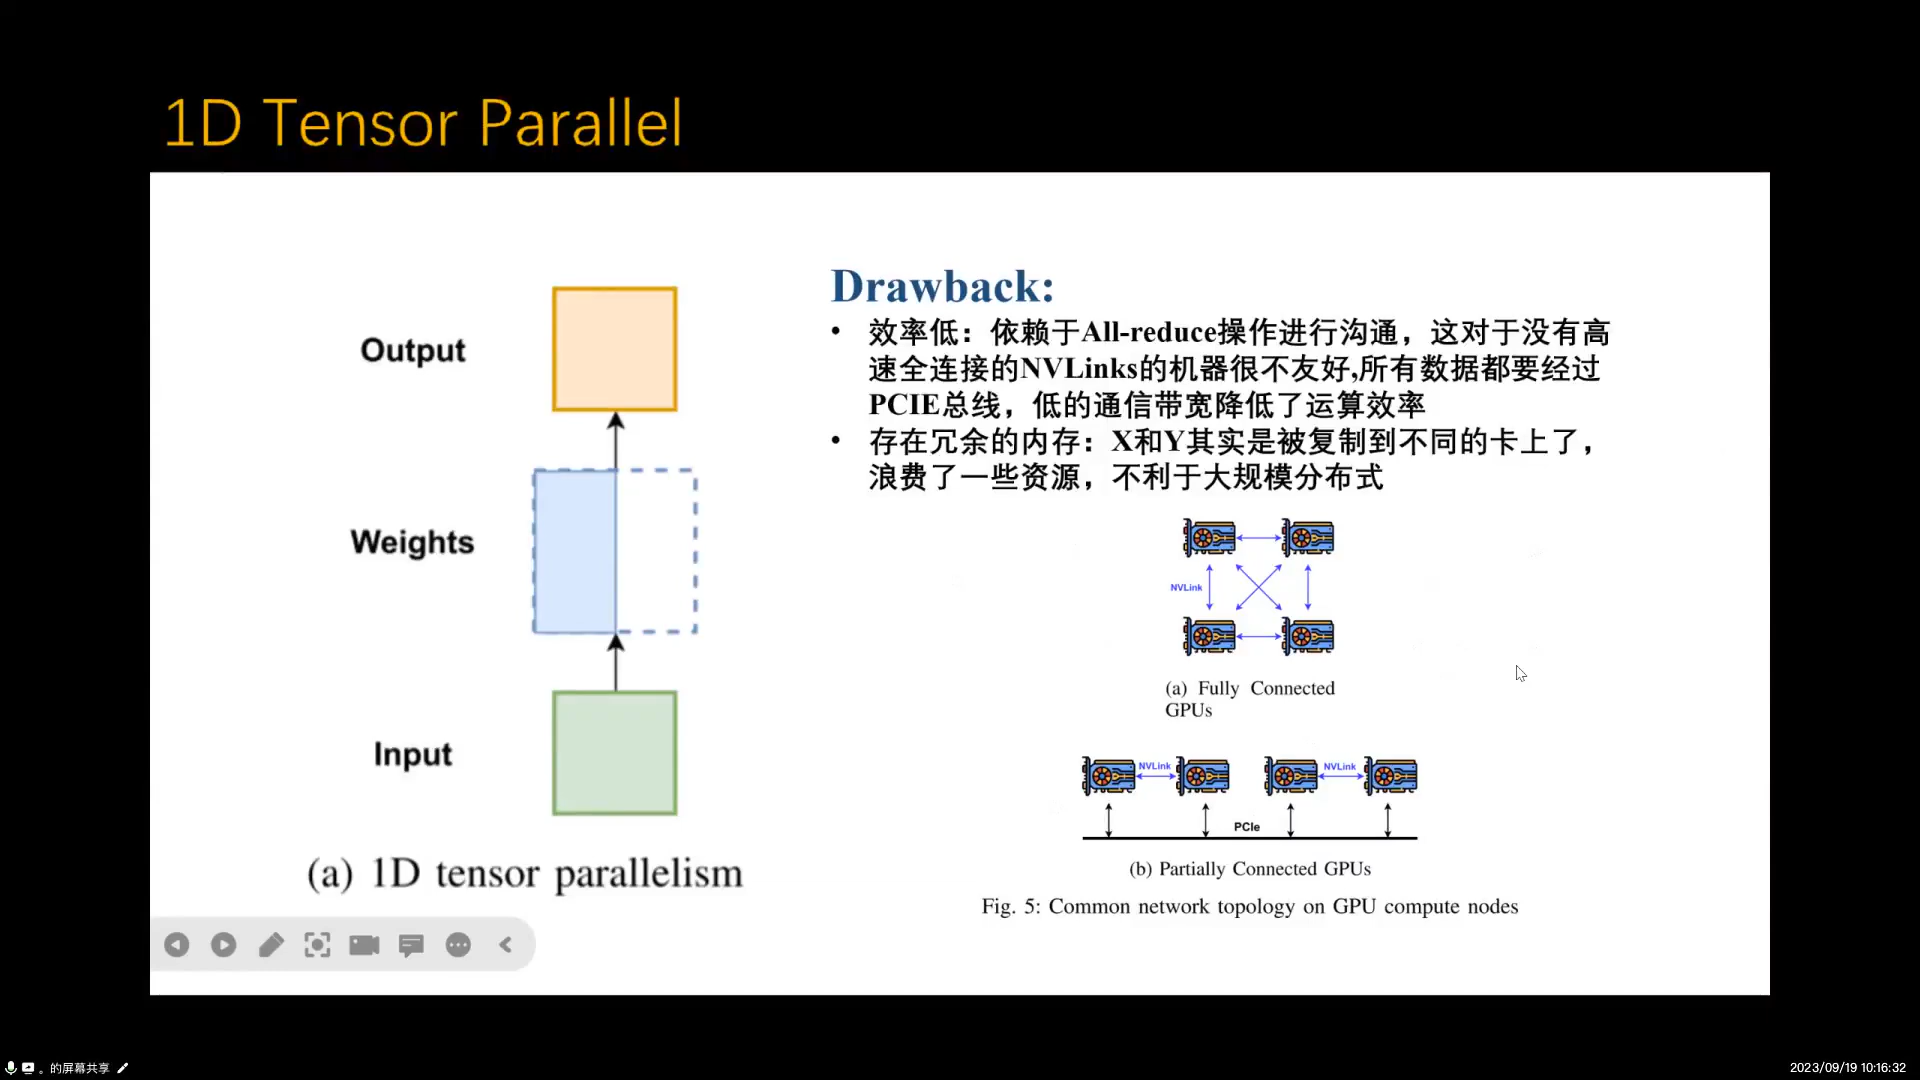 1D Tensor Parallel
Output
Weights
Input
(a) 1D tensor parallelism
Drawback:
• 效率低：依赖于All-reduce操作进行沟通，这对于没有高
速全连接的NVLinks的机器很不友好,所有数据都要经过
PCIE总线，低的通信带宽降低了运算效率
• 存在冗余的内存：X和Y其实是被复制到不同的卡上了，
浪费了一些资源，不利于大规模分布式
NVLink
(a) Fully Connected
GPUs
NVLink
NVLink
PCIe
(b) Partially Connected GPUs
Fig. 5: Common network topology on GPU compute nodes
。的屏幕共享
2023/09/19 10:16:32